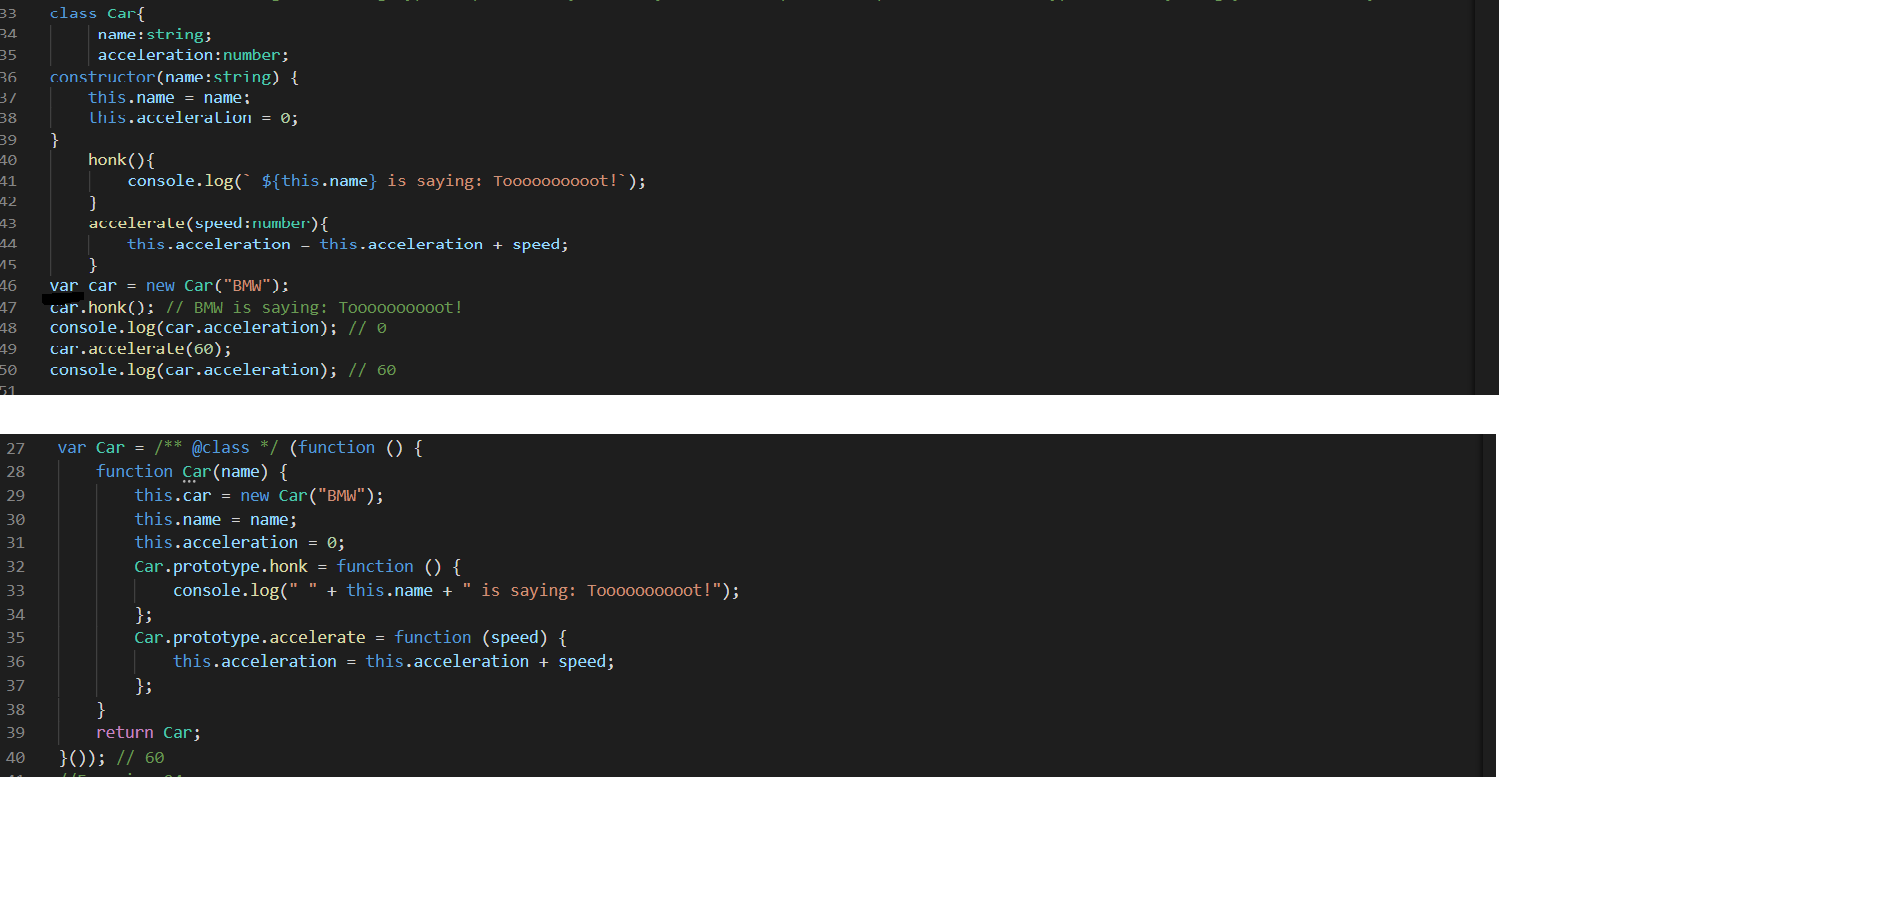 33 class Car{
34 name:string;
35 acceleration:number;
36 constructor(name:string) {
37 this.name = name;
38 this.acceleration = 0;
39 }
40 honk(){
41 console.log(` ${this.name} is saying: Toooooooooot!`);
42 }
43 accelerate(speed:number){
44 this.acceleration = this.acceleration + speed;
45 }
46 var car = new Car("BMW");
47 car.honk(); // BMW is saying: Toooooooooot!
48 console.log(car.acceleration); // 0
49 car.accelerate(60);
50 console.log(car.acceleration); // 60
51
27 var Car = /** @class */ (function () {
28 function Car(name) {
29 this.car = new Car("BMW");
30 this.name = name;
31 this.acceleration = 0;
32 Car.prototype.honk = function () {
33 console.log(" " + this.name + " is saying: Toooooooooot!");
34 };
35 Car.prototype.accelerate = function (speed) {
36 this.acceleration = this.acceleration + speed;
37 };
38 }
39 return Car;
40 }()); // 60